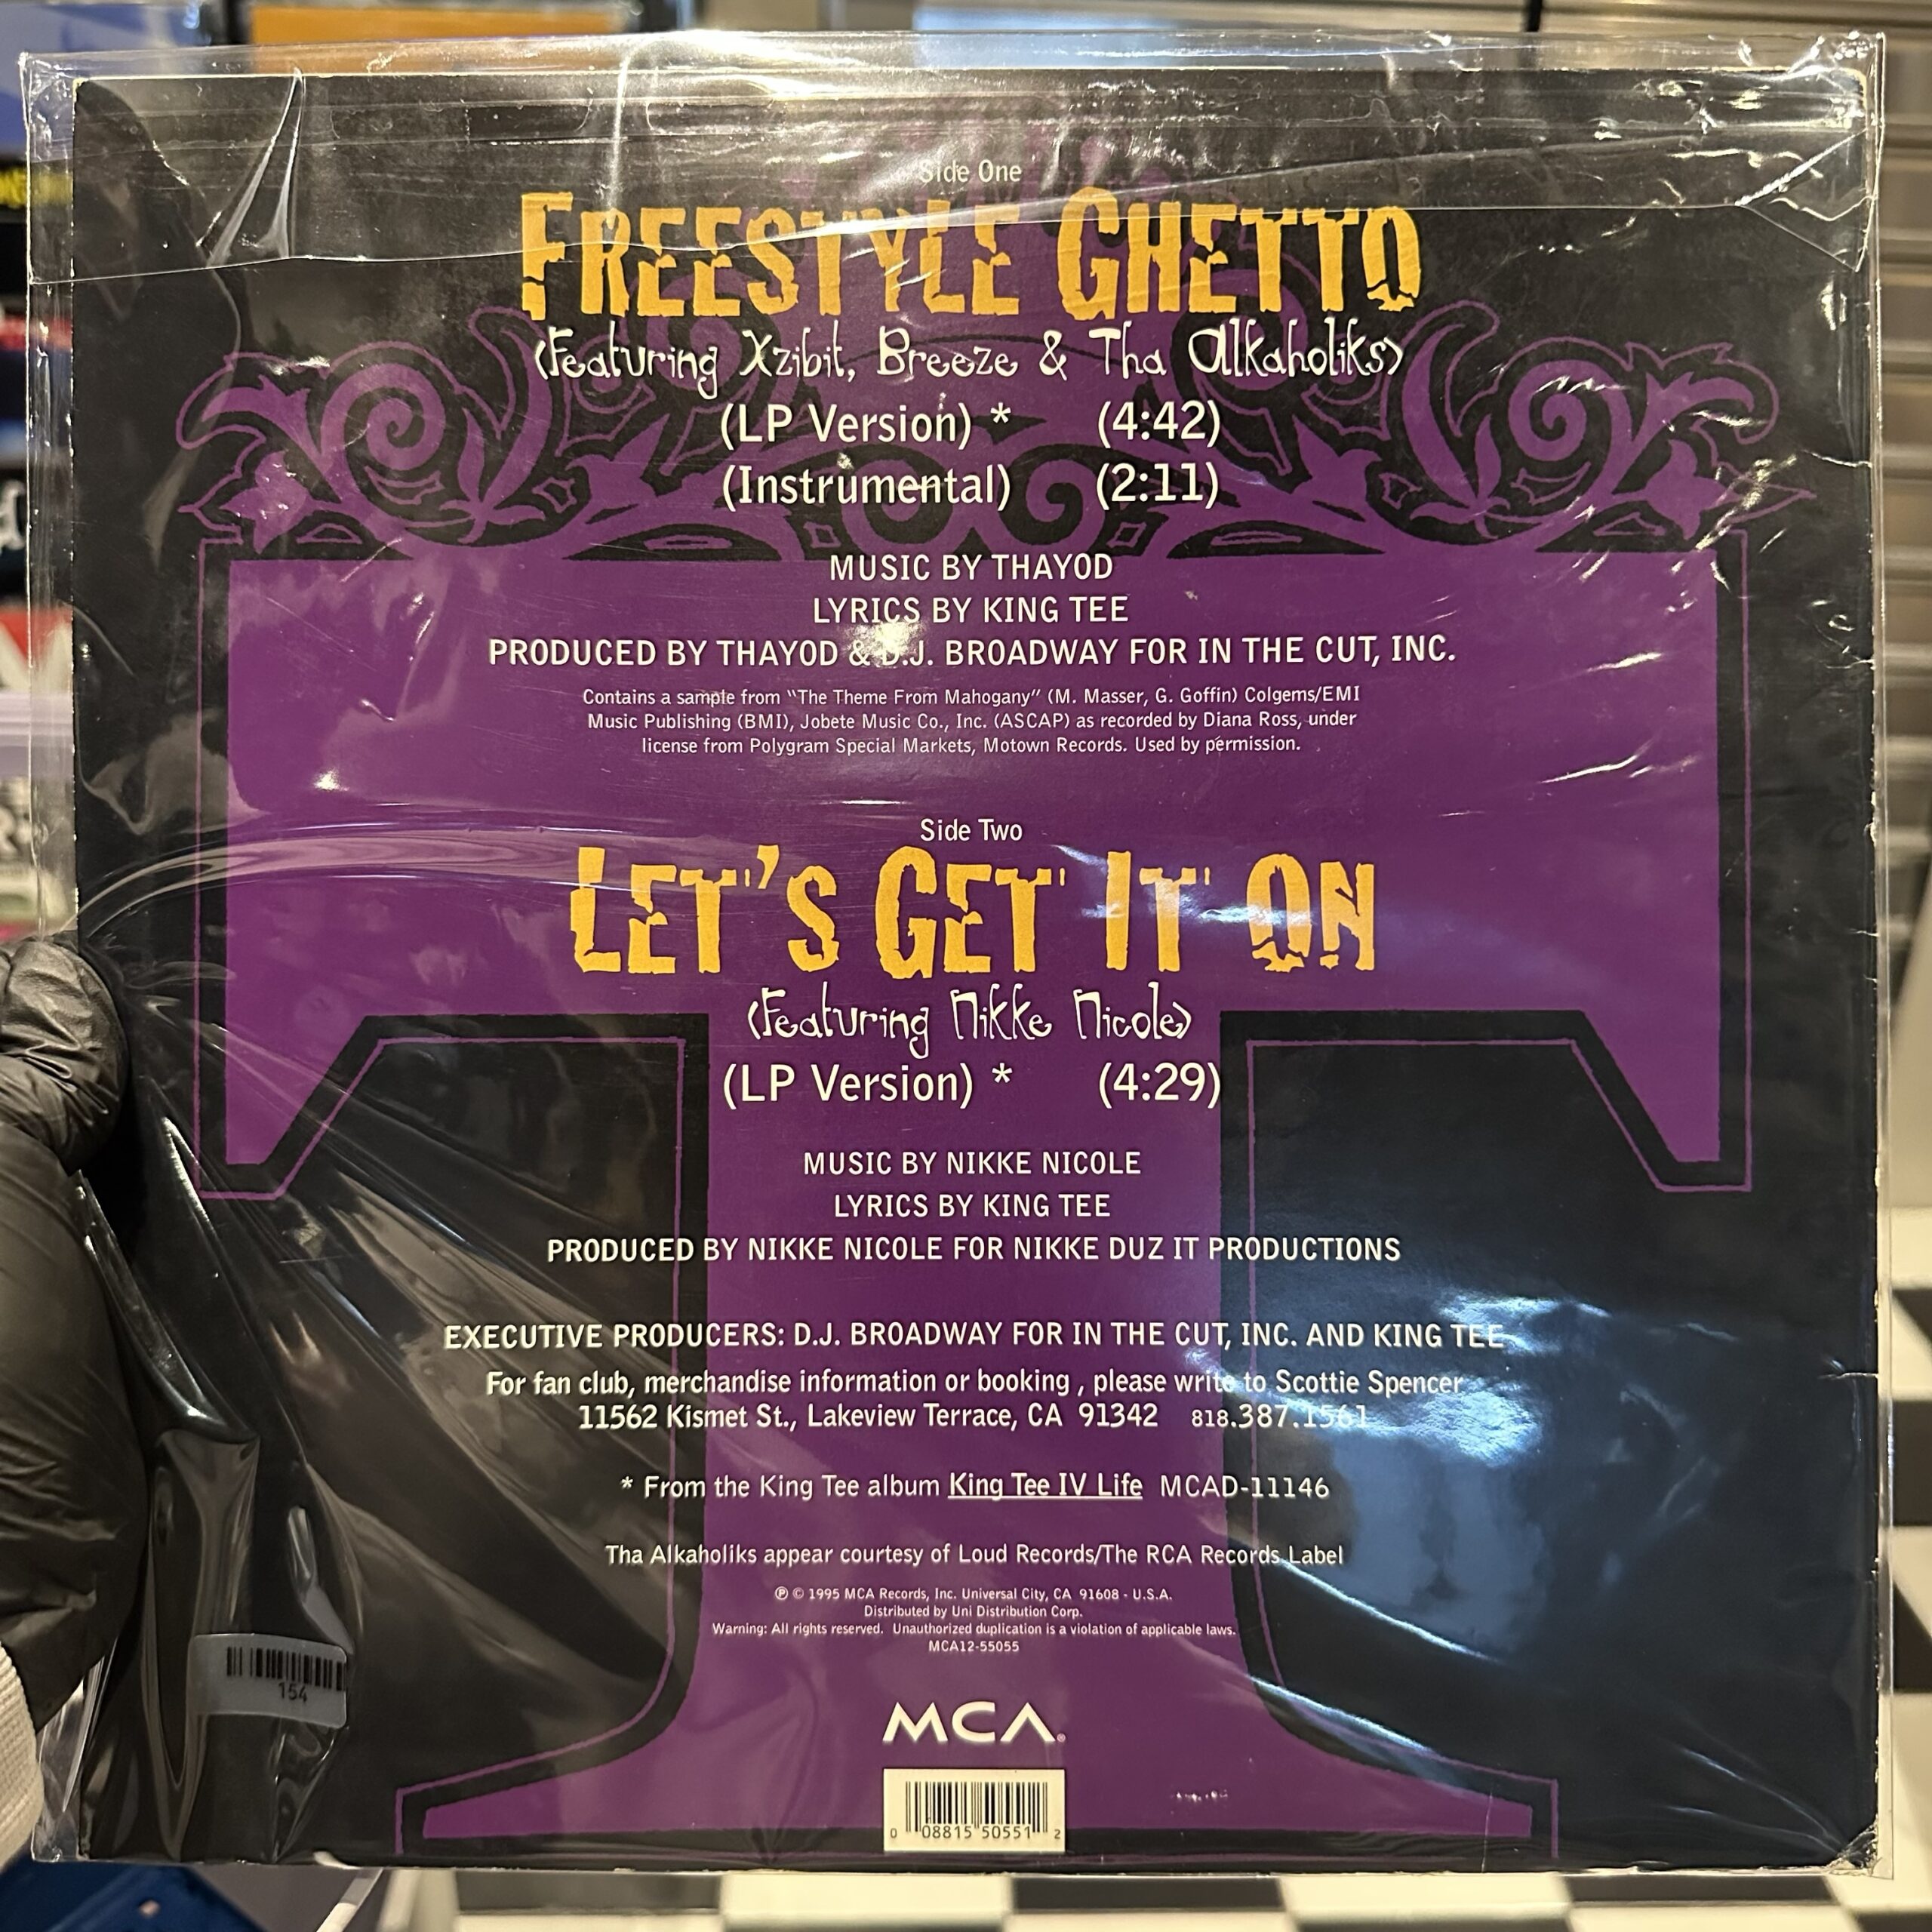 Side One
FREESTYLE GHETTO
(Featuring Xzibit, Breeze & Tha Alkaholiks)
(LP Version) * (4:42)
(Instrumental) (2:11)
MUSIC BY THAYOD
LYRICS BY KING TEE
PRODUCED BY THAYOD & D.J. BROADWAY FOR IN THE CUT, INC.
Contains a sample from "The Theme From Mahogany" (M. Masser, G. Goffin) Colgems/EMI
Music Publishing (BMI), Jobete Music Co., Inc. (ASCAP) as recorded by Diana Ross, under
license from Polygram Special Markets, Motown Records. Used by permission.
Side Two
LET'S GET IT ON
(Featuring Nikke Nicole)
(LP Version) * (4:29)
MUSIC BY NIKKE NICOLE
LYRICS BY KING TEE
PRODUCED BY NIKKE NICOLE FOR NIKKE DUZ IT PRODUCTIONS
EXECUTIVE PRODUCERS: D.J. BROADWAY FOR IN THE CUT, INC. AND KING TEE
For fan club, merchandise information or booking , please write to Scottie Spencer
11562 Kismet St., Lakeview Terrace, CA 91342 818.387.1561
* From the King Tee album King Tee IV Life MCAD-11146
Tha Alkaholiks appear courtesy of Loud Records/The RCA Records Label
℗ © 1995 MCA Records, Inc. Universal City, CA 91608 - U.S.A.
Distributed by Uni Distribution Corp.
Warning: All rights reserved. Unauthorized duplication is a violation of applicable laws.
MCA12-55055
154
MCA®
0 08815 50551 2